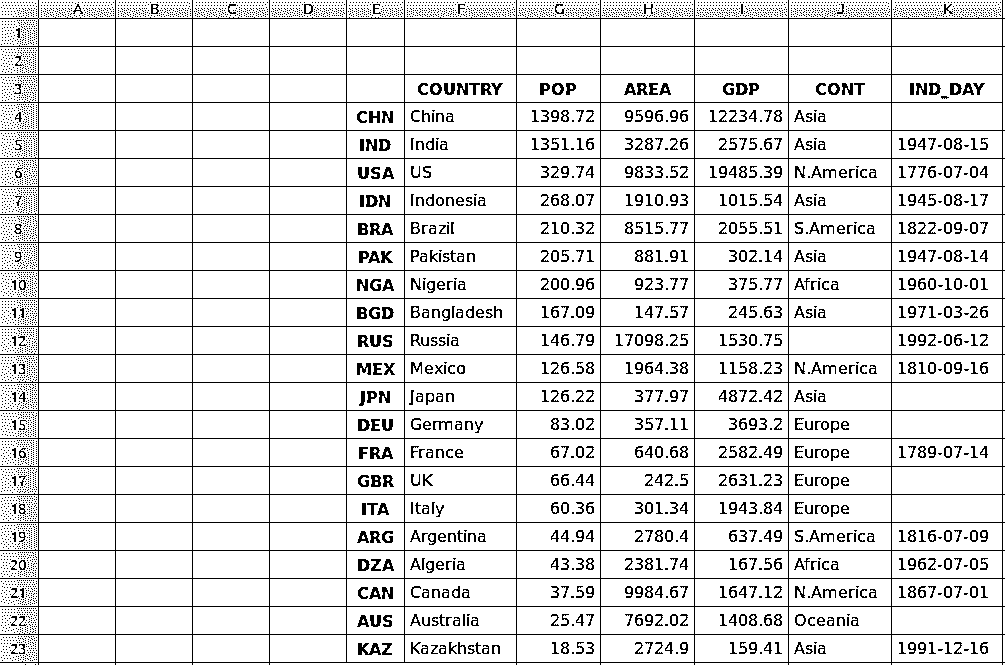 A B C D E F G H I J K
1
2
3 COUNTRY POP AREA GDP CONT IND_DAY
4 CHN China 1398.72 9596.96 12234.78 Asia
5 IND India 1351.16 3287.26 2575.67 Asia 1947-08-15
6 USA US 329.74 9833.52 19485.39 N.America 1776-07-04
7 IDN Indonesia 268.07 1910.93 1015.54 Asia 1945-08-17
8 BRA Brazil 210.32 8515.77 2055.51 S.America 1822-09-07
9 PAK Pakistan 205.71 881.91 302.14 Asia 1947-08-14
10 NGA Nigeria 200.96 923.77 375.77 Africa 1960-10-01
11 BGD Bangladesh 167.09 147.57 245.63 Asia 1971-03-26
12 RUS Russia 146.79 17098.25 1530.75 1992-06-12
13 MEX Mexico 126.58 1964.38 1158.23 N.America 1810-09-16
14 JPN Japan 126.22 377.97 4872.42 Asia
15 DEU Germany 83.02 357.11 3693.2 Europe
16 FRA France 67.02 640.68 2582.49 Europe 1789-07-14
17 GBR UK 66.44 242.5 2631.23 Europe
18 ITA Italy 60.36 301.34 1943.84 Europe
19 ARG Argentina 44.94 2780.4 637.49 S.America 1816-07-09
20 DZA Algeria 43.38 2381.74 167.56 Africa 1962-07-05
21 CAN Canada 37.59 9984.67 1647.12 N.America 1867-07-01
22 AUS Australia 25.47 7692.02 1408.68 Oceania
23 KAZ Kazakhstan 18.53 2724.9 159.41 Asia 1991-12-16